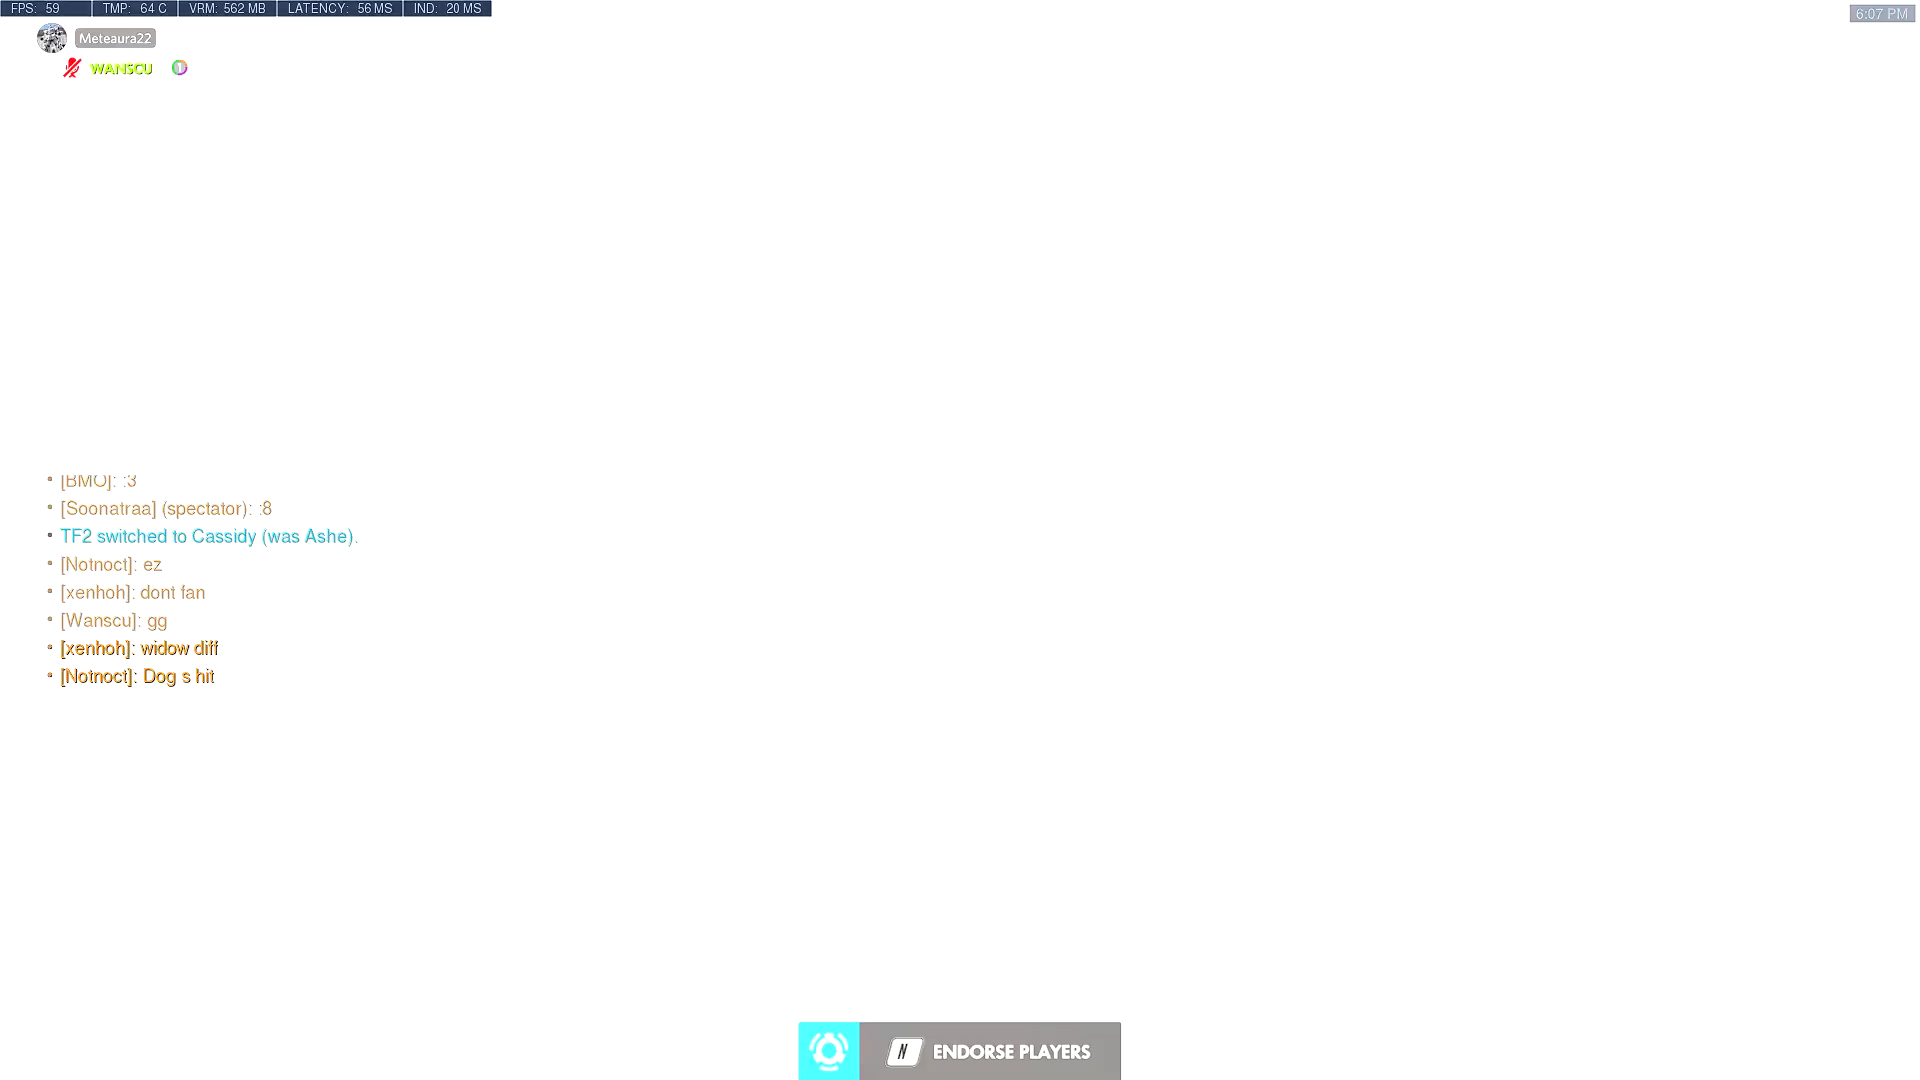 FPS: 59 TMP: 64 C VRM: 562 MB LATENCY: 56 MS IND: 20 MS
6:07 PM
Meteaura22
WANSCU 1
• [BMO]: :3
• [Soonatraa] (spectator): :8
• TF2 switched to Cassidy (was Ashe).
• [Notnoct]: ez
• [xenhoh]: dont fan
• [Wanscu]: gg
• [xenhoh]: widow diff
• [Notnoct]: Dog s hit
N ENDORSE PLAYERS